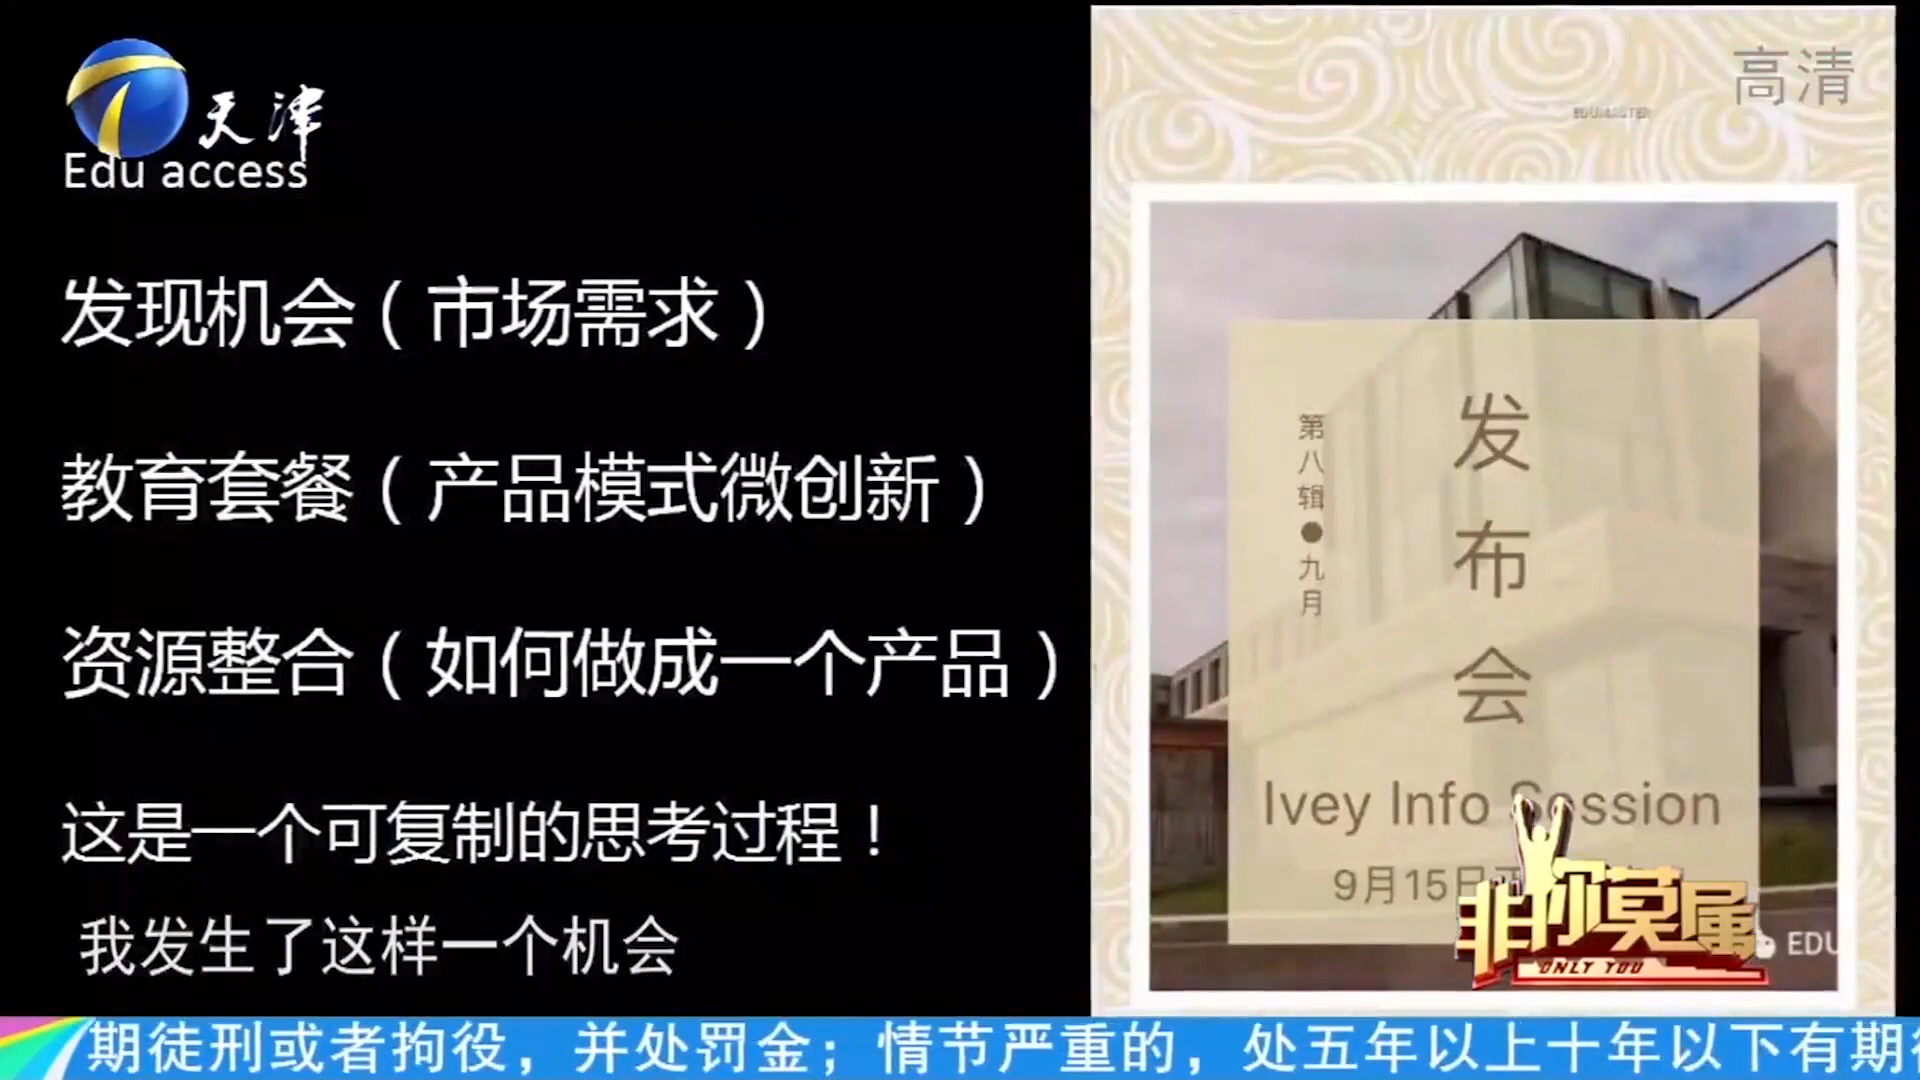 天津
高清
EDUMASTER
Edu access
发现机会（市场需求）
教育套餐（产品模式微创新）
资源整合（如何做成一个产品）
这是一个可复制的思考过程！
我发生了这样一个机会
第八辑●九月
发布会
Ivey Info Session
9月15日
非你莫属
ONLY YOU
EDU
期徒刑或者拘役，并处罚金；情节严重的，处五年以上十年以下有期